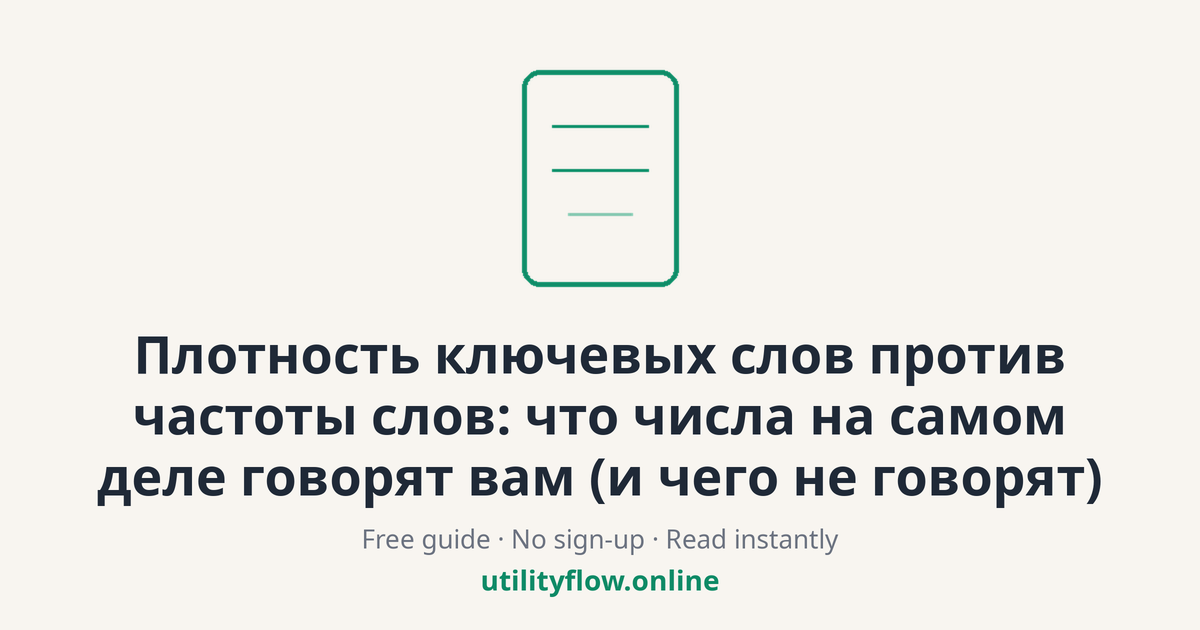 Плотность ключевых слов против
частоты слов: что числа на самом
деле говорят вам (и чего не говорят)
Free guide · No sign-up · Read instantly
utilityflow.online